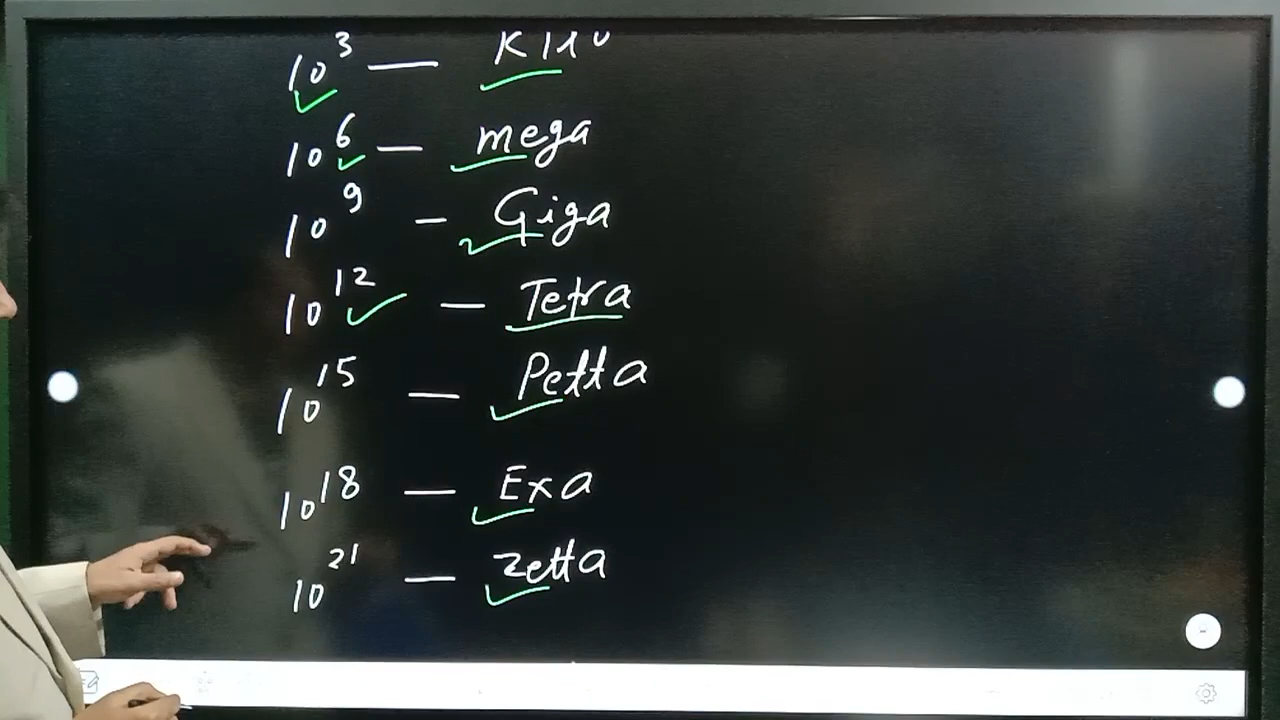 10³ — Kilo
10⁶ — mega
10⁹ — Giga
10¹² — Tetra
10¹⁵ — Petta
10¹⁸ — Exa
10²¹ — Zetta